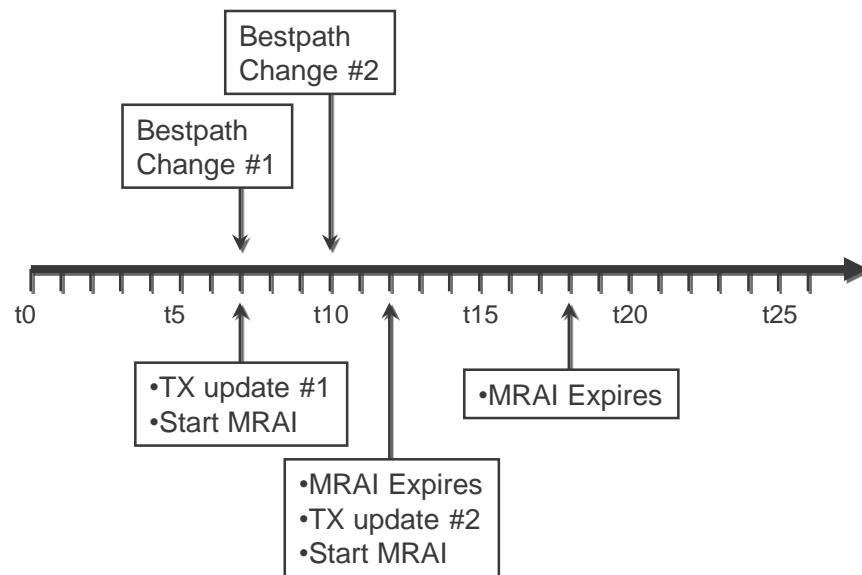 Bestpath
Change #2
Bestpath
Change #1
t0 t5 t10 t15 t20 t25
•TX update #1
•Start MRAI
•MRAI Expires
•MRAI Expires
•TX update #2
•Start MRAI